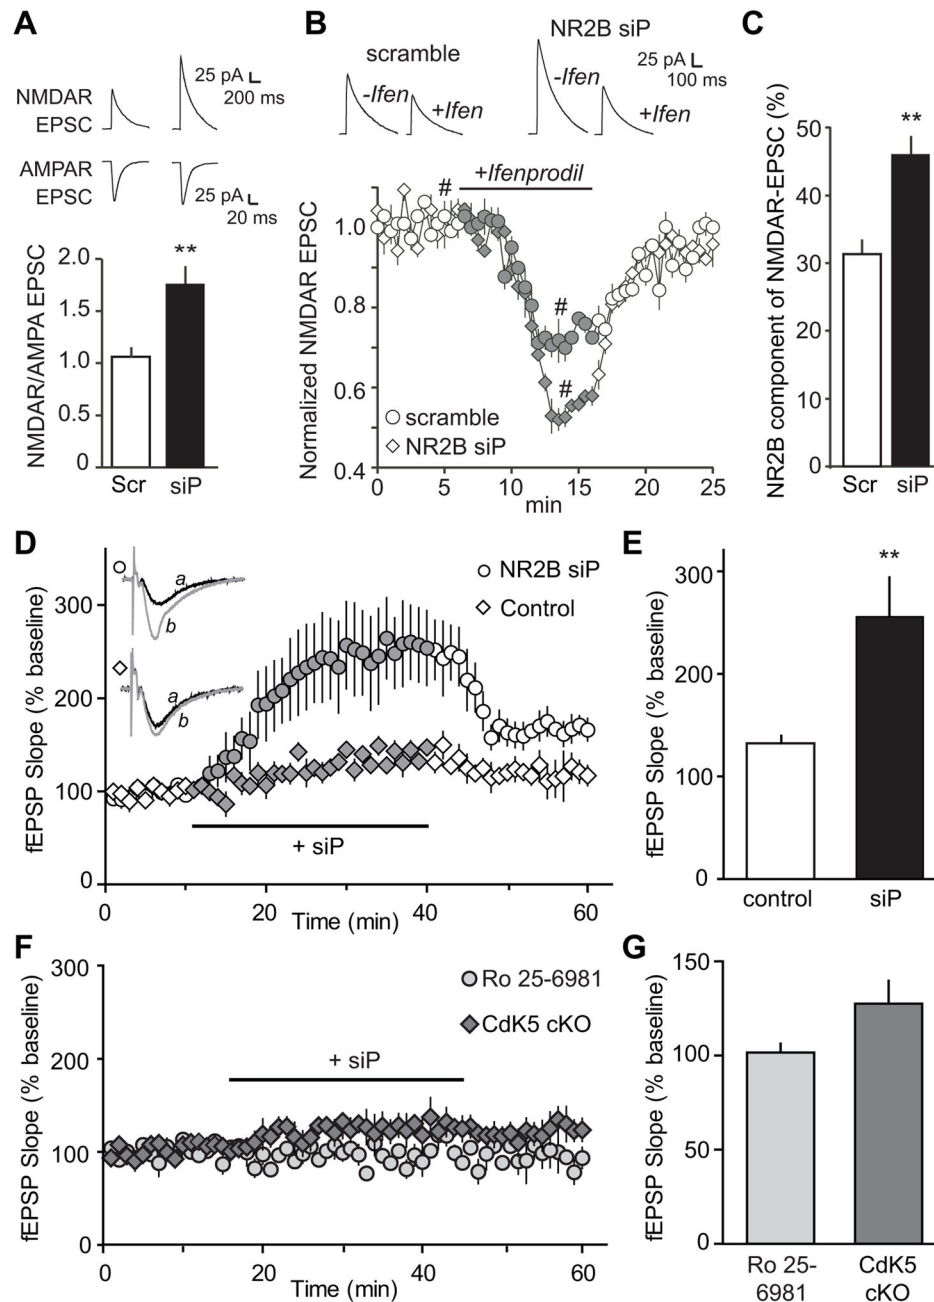 A
25 pA
200 ms
NMDAR
EPSC
AMPAR
EPSC
25 pA
20 ms
NMDAR/AMPA EPSC
2.0
1.5
1.0
0.5
0
**
Scr
siP
B
scramble
-Ifen
+Ifen
NR2B siP
-Ifen
+Ifen
25 pA
100 ms
+Ifenprodil
#
#
#
Normalized NMDAR EPSC
1.0
0.8
0.6
0.4
scramble
NR2B siP
0
5
10
15
20
25
min
C
NR2B component of NMDAR-EPSC (%)
50
40
30
20
10
0
**
Scr
siP
D
a
b
a
b
NR2B siP
Control
fEPSP Slope (% baseline)
300
200
100
0
+ siP
0
20
40
60
Time (min)
E
fEPSP Slope (% baseline)
300
200
100
0
**
control
siP
F
fEPSP Slope (% baseline)
300
200
100
0
Ro 25-6981
CdK5 cKO
+ siP
0
20
40
60
Time (min)
G
fEPSP Slope (% baseline)
150
100
50
0
Ro 25-
6981
CdK5
cKO